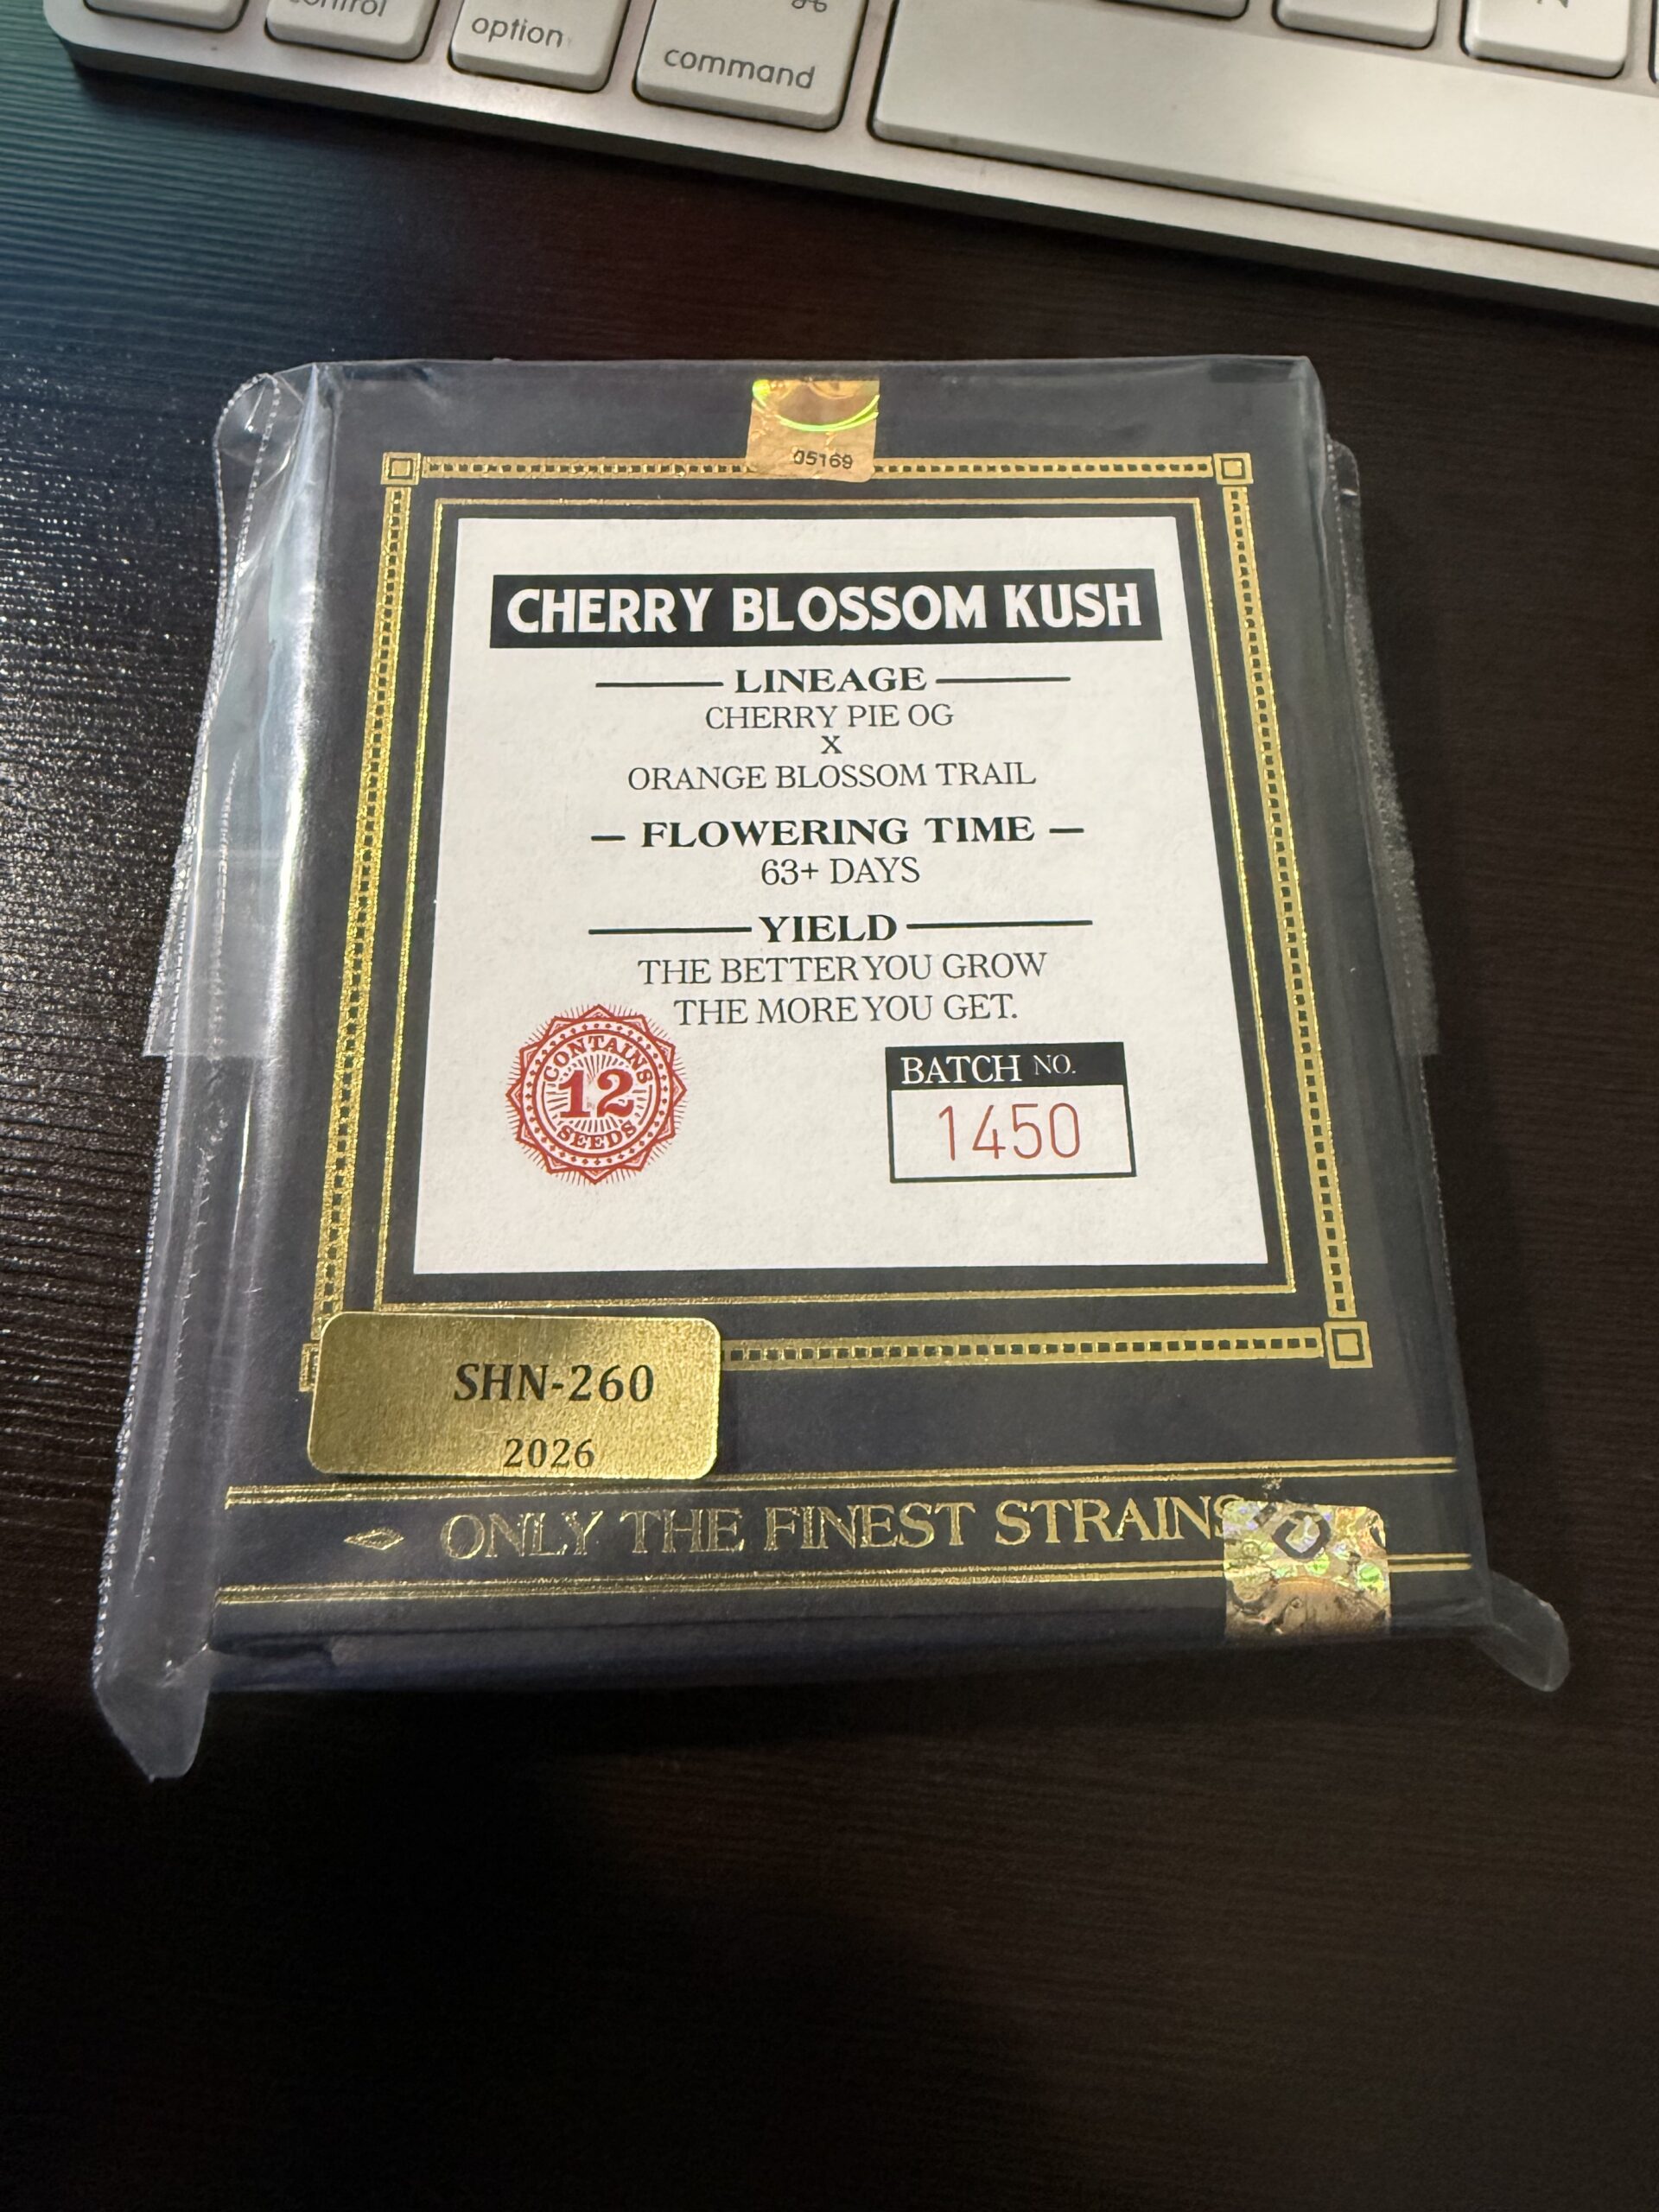 control
option
⌘
command
N
05169
CHERRY BLOSSOM KUSH
LINEAGE
CHERRY PIE OG
X
ORANGE BLOSSOM TRAIL
FLOWERING TIME
63+ DAYS
YIELD
THE BETTER YOU GROW
THE MORE YOU GET.
CONTAINS
12
SEEDS
BATCH NO.
1450
SHN-260
2026
ONLY THE FINEST STRAINS